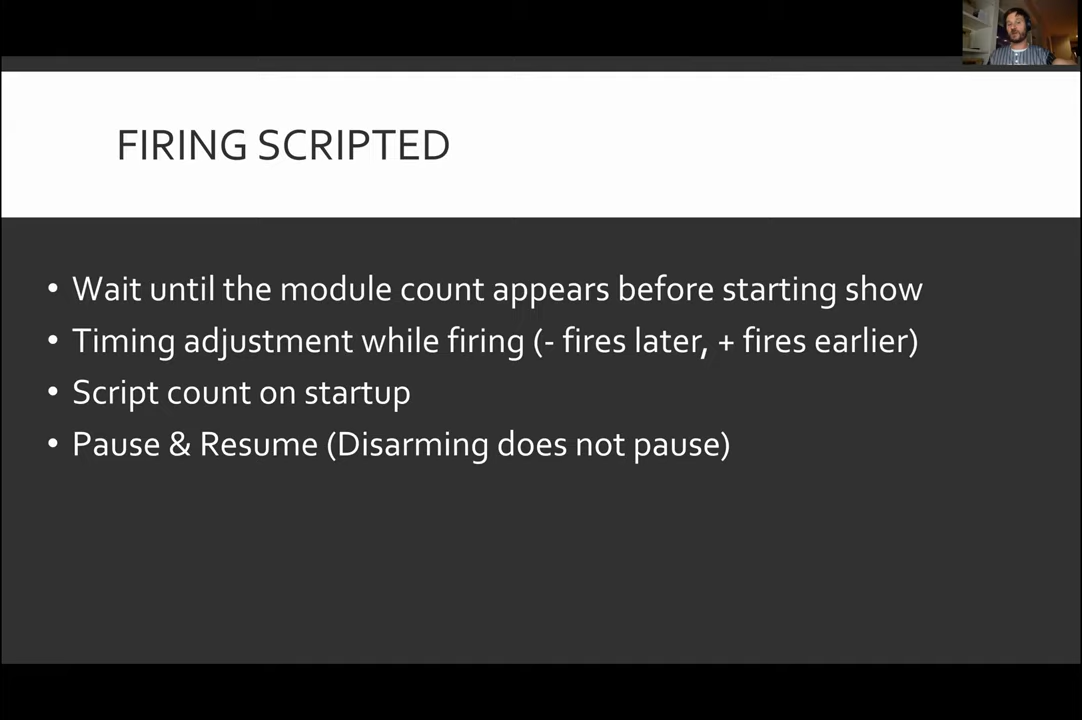 FIRING SCRIPTED
• Wait until the module count appears before starting show
• Timing adjustment while firing (- fires later, + fires earlier)
• Script count on startup
• Pause & Resume (Disarming does not pause)